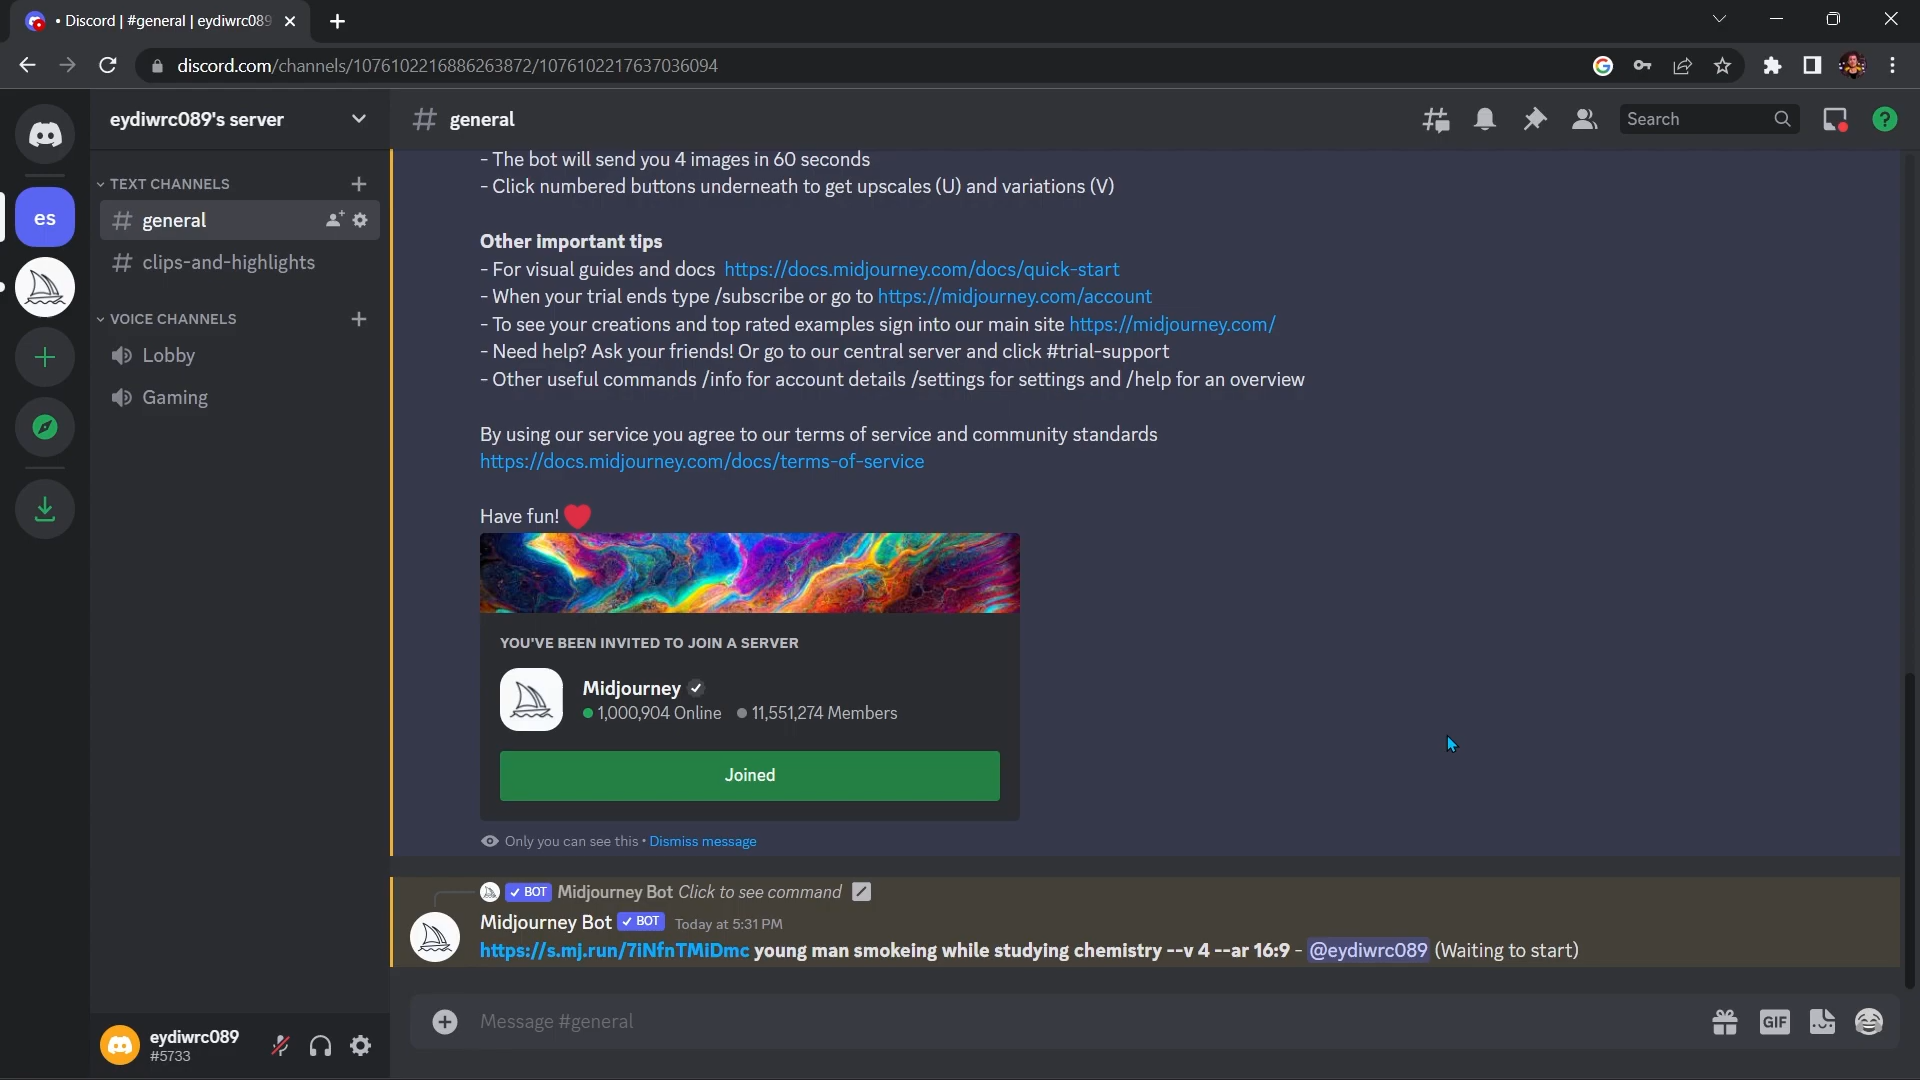 • Discord | #general | eydiwrc089
discord.com/channels/1076102216886263872/1076102217637036094
eydiwrc089's server
# general
Search
TEXT CHANNELS
es
# general
# clips-and-highlights
VOICE CHANNELS
Lobby
Gaming
- The bot will send you 4 images in 60 seconds
- Click numbered buttons underneath to get upscales (U) and variations (V)
Other important tips
- For visual guides and docs https://docs.midjourney.com/docs/quick-start
- When your trial ends type /subscribe or go to https://midjourney.com/account
- To see your creations and top rated examples sign into our main site https://midjourney.com/
- Need help? Ask your friends! Or go to our central server and click #trial-support
- Other useful commands /info for account details /settings for settings and /help for an overview
By using our service you agree to our terms of service and community standards
https://docs.midjourney.com/docs/terms-of-service
Have fun! ❤
YOU'VE BEEN INVITED TO JOIN A SERVER
Midjourney
1,000,904 Online 11,551,274 Members
Joined
Only you can see this • Dismiss message
✓ BOT Midjourney Bot Click to see command
Midjourney Bot ✓ BOT Today at 5:31 PM
https://s.mj.run/7iNfnTMiDmc young man smokeing while studying chemistry --v 4 --ar 16:9 - @eydiwrc089 (Waiting to start)
Message #general
GIF
eydiwrc089
#5733